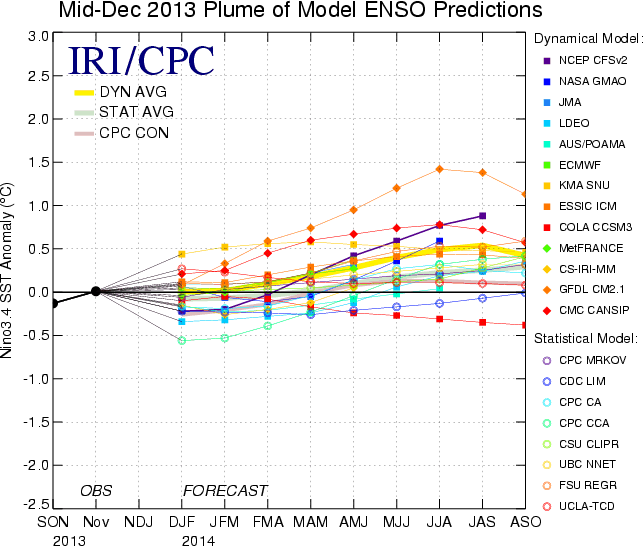 Mid-Dec 2013 Plume of Model ENSO Predictions
IRI/CPC
DYN AVG
STAT AVG
CPC CON
Nino3.4 SST Anomaly (°C)
3.0
2.5
2.0
1.5
1.0
0.5
0.0
-0.5
-1.0
-1.5
-2.0
-2.5
OBS FORECAST
SON Nov NDJ DJF JFM FMA MAM AMJ MJJ JJA JAS ASO
2013 2014
Dynamical Model:
NCEP CFSv2
NASA GMAO
JMA
LDEO
AUS/POAMA
ECMWF
KMA SNU
ESSIC ICM
COLA CCSM3
MetFRANCE
CS-IRI-MM
GFDL CM2.1
CMC CANSIP
Statistical Model:
CPC MRKOV
CDC LIM
CPC CA
CPC CCA
CSU CLIPR
UBC NNET
FSU REGR
UCLA-TCD